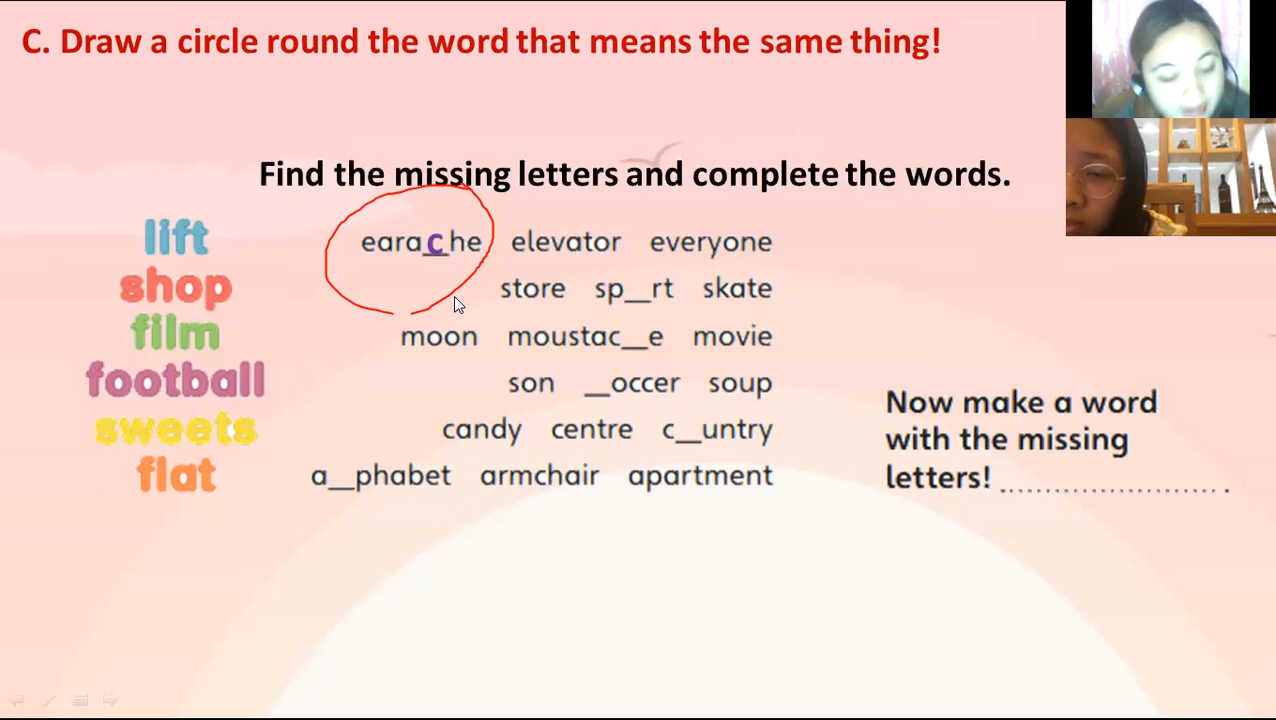 C. Draw a circle round the word that means the same thing!
Find the missing letters and complete the words.
lift earache elevator everyone
shop store sp__rt skate
film moon moustac__e movie
football son __occer soup
sweets candy centre c__untry
flat a__phabet armchair apartment
Now make a word
with the missing
letters! ........................ .